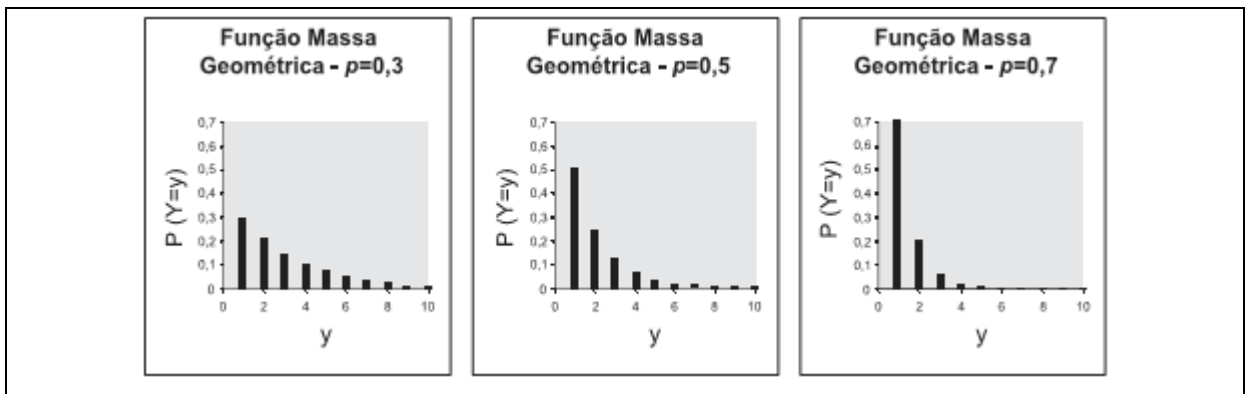 Função Massa
Geométrica - p=0,3
0,7
0,6
0,5
0,4
0,3
0,2
0,1
0
P (Y=y)
0 2 4 6 8 10
y
Função Massa
Geométrica - p=0,5
0,7
0,6
0,5
0,4
0,3
0,2
0,1
0
P (Y=y)
0 2 4 6 8 10
y
Função Massa
Geométrica - p=0,7
0,7
0,6
0,5
0,4
0,3
0,2
0,1
0
P (Y=y)
0 2 4 6 8 10
y